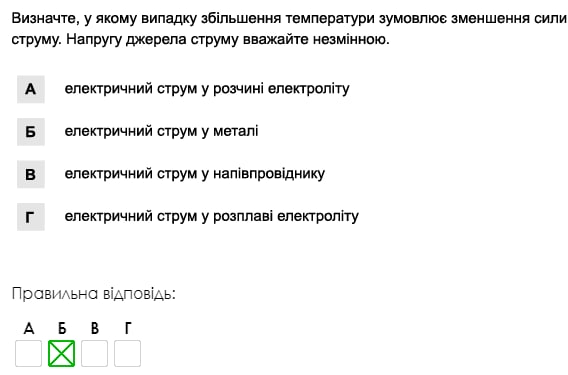 Визначте, у якому випадку збільшення температури зумовлює зменшення сили
струму. Напругу джерела струму вважайте незмінною.
А електричний струм у розчині електроліту
Б електричний струм у металі
В електричний струм у напівпровіднику
Г електричний струм у розплаві електроліту
Правильна відповідь:
А Б В Г